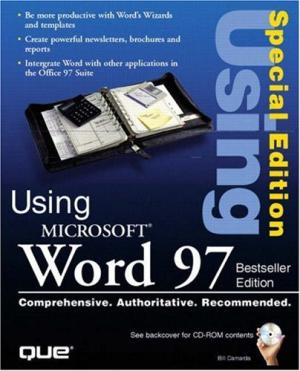 • Be more productive with Word's Wizards
and templates
• Create powerful newsletters, brochures and
reports
• Intergrate Word with other applications in
the Office 97 Suite
Special Edition
Using
Using
MICROSOFT®
Word 97
Bestseller
Edition
Comprehensive. Authoritative. Recommended.
See backcover for CD-ROM contents
QUE®
Bill Camarda